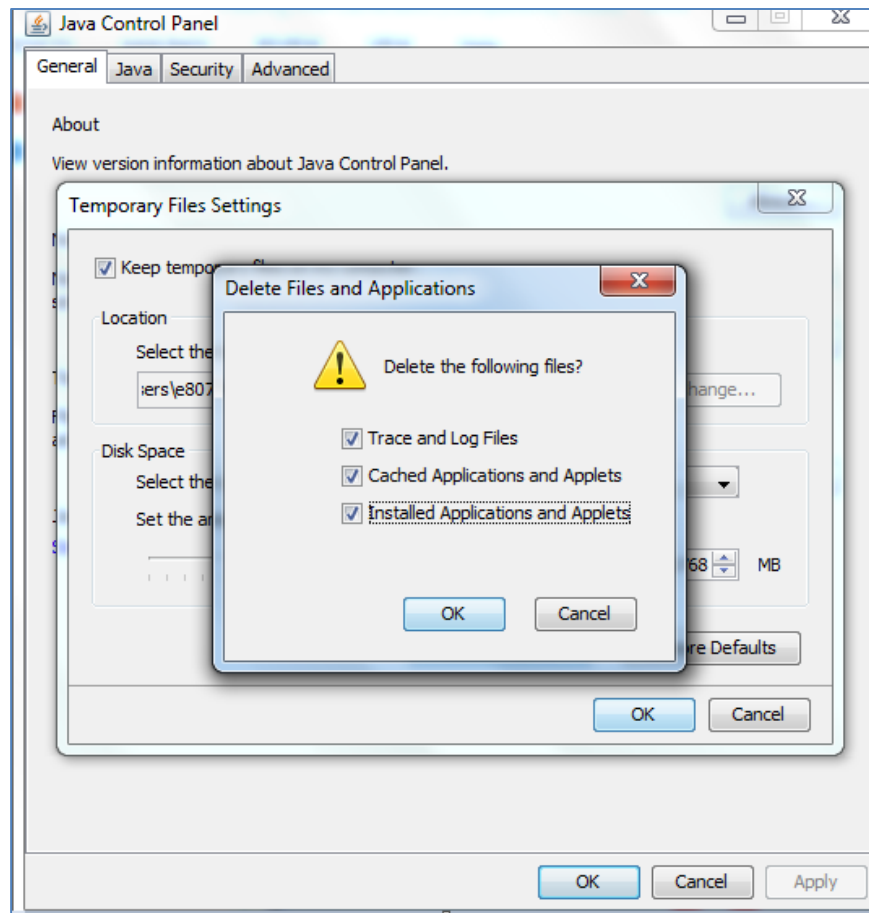 Java Control Panel
General Java Security Advanced
About
View version information about Java Control Panel.
Temporary Files Settings
Keep
Delete Files and Applications
Location
Select the
Delete the following files?
ers\e807
hange...
Trace and Log Files
Disk Space
Cached Applications and Applets
Select the
Installed Applications and Applets
Set the
768 MB
OK Cancel
re Defaults
OK Cancel
OK Cancel Apply